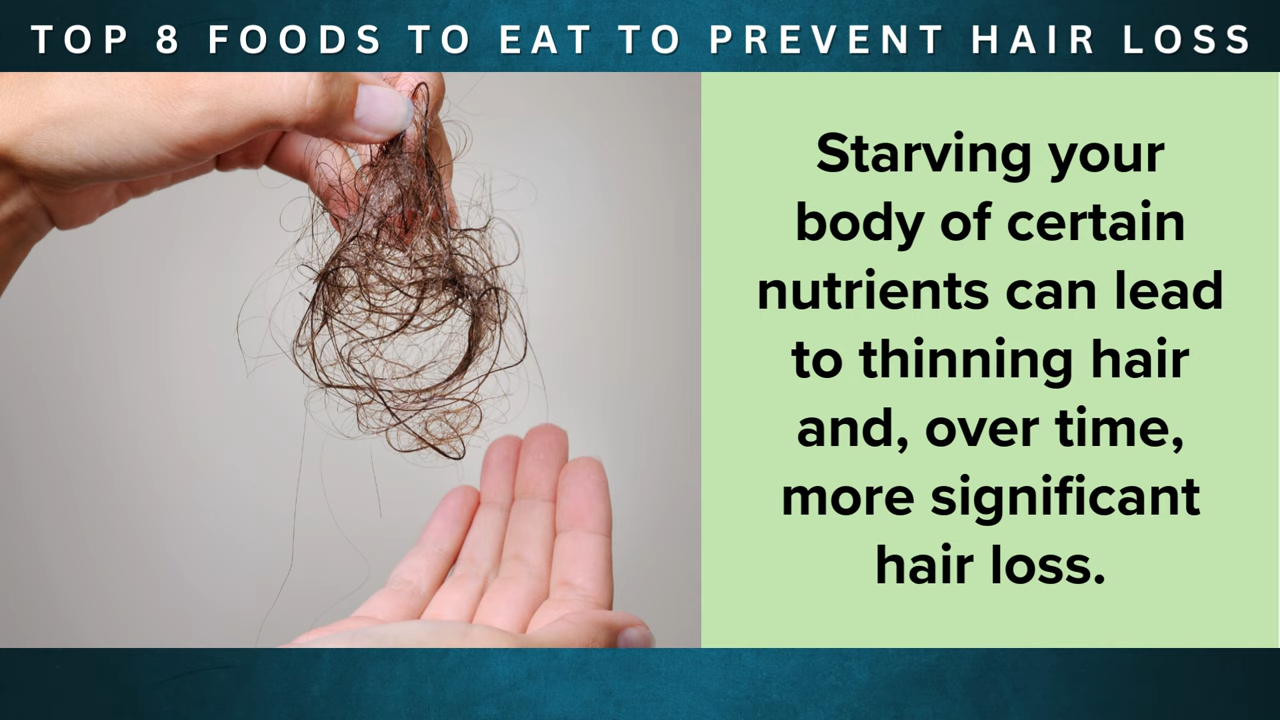 TOP 8 FOODS TO EAT TO PREVENT HAIR LOSS
Starving your
body of certain
nutrients can lead
to thinning hair
and, over time,
more significant
hair loss.